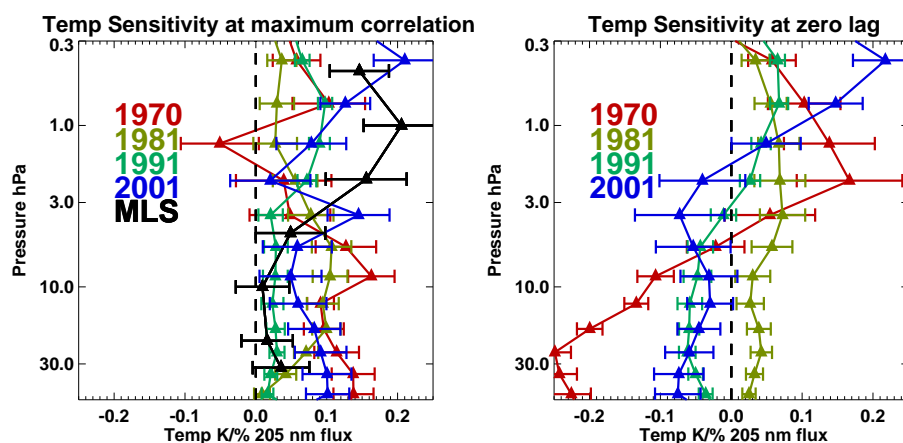 Temp Sensitivity at maximum correlation
0.3
1.0
3.0
10.0
30.0
Pressure hPa
1970
1981
1991
2001
MLS
-0.2 -0.1 0.0 0.1 0.2
Temp K/% 205 nm flux
Temp Sensitivity at zero lag
0.3
1.0
3.0
10.0
30.0
Pressure hPa
1970
1981
1991
2001
-0.2 -0.1 0.0 0.1 0.2
Temp K/% 205 nm flux